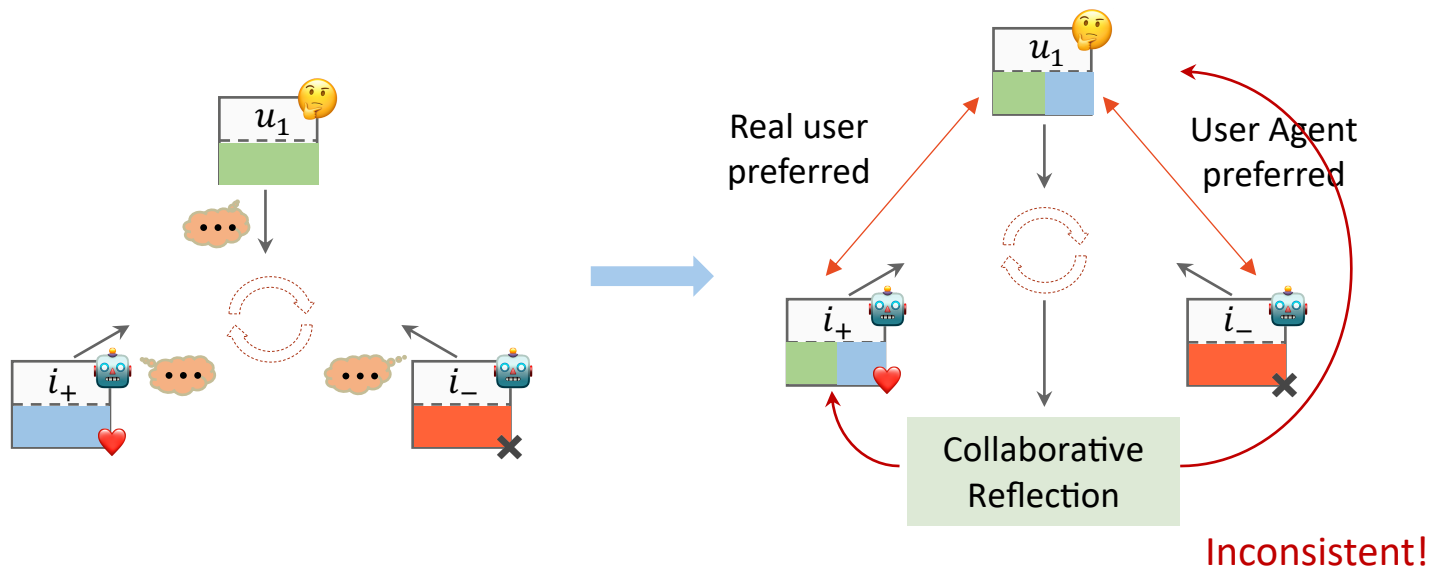 u₁
i₊
i₋
u₁
Real user
preferred
User Agent
preferred
i₊
i₋
Collaborative
Reflection
Inconsistent!